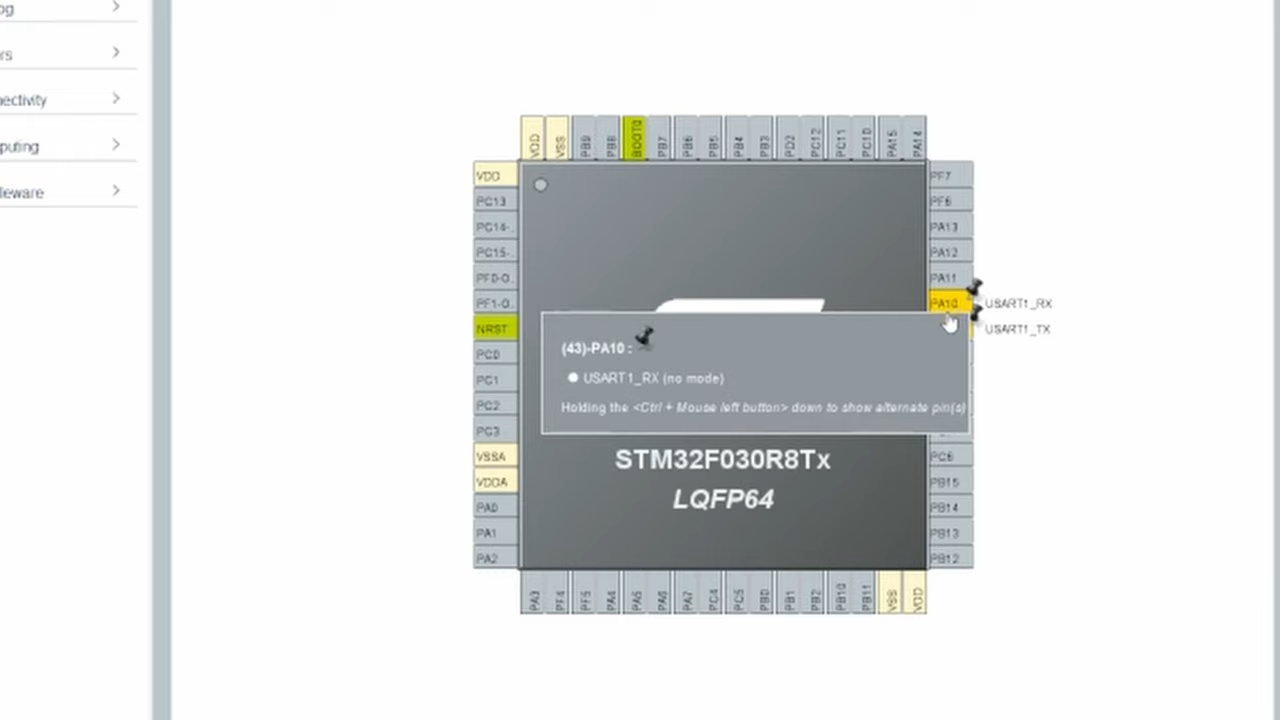 og
rs
nectivity
puting
leware
VDD
VSS
PB9
PB8
BOOT0
PB7
PB6
PB5
PB4
PB3
PD2
PC12
PC11
PC10
PA15
PA14
VDD
PC13
PC14-.
PC15-.
PF0-O.
PF1-O.
NRST
PC0
PC1
PC2
PC3
VSSA
VDDA
PA0
PA1
PA2
PF7
PF6
PA13
PA12
PA11
PA10
USART1_RX
USART1_TX
(43)-PA10 :
USART1_RX (no mode)
Holding the <Ctrl + Mouse left button> down to show alternate pin(s)
PC6
PB15
PB14
PB13
PB12
STM32F030R8Tx
LQFP64
PA3
PF4
PF5
PA4
PA5
PA6
PA7
PC4
PC5
PB0
PB1
PB2
PB10
PB11
VSS
VDD